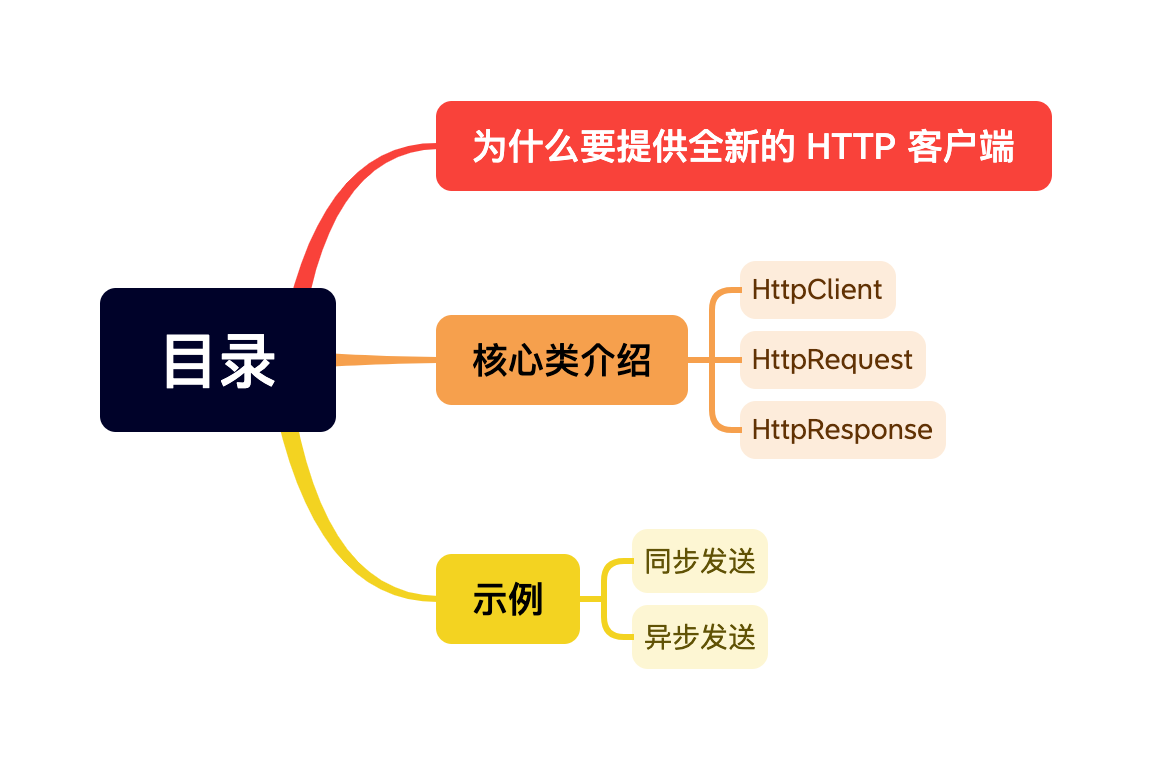 目录
为什么要提供全新的 HTTP 客户端
核心类介绍
HttpClient
HttpRequest
HttpResponse
示例
同步发送
异步发送